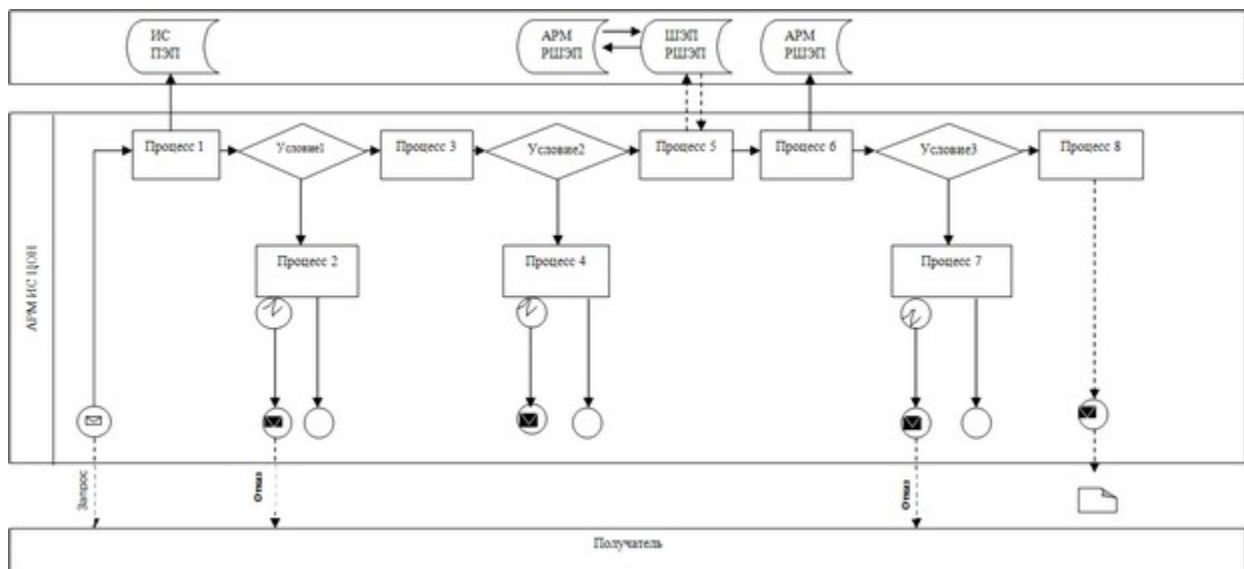 ИС
ПЭП
АРМ
РШЭП
ШЭП
РШЭП
АРМ
РШЭП
Процесс 1
Условие1
Процесс 3
Условие2
Процесс 5
Процесс 6
Условие3
Процесс 8
Процесс 2
Процесс 4
Процесс 7
АРМ ИС ЦОН
Запрос
Отказ
Отказ
Получатель